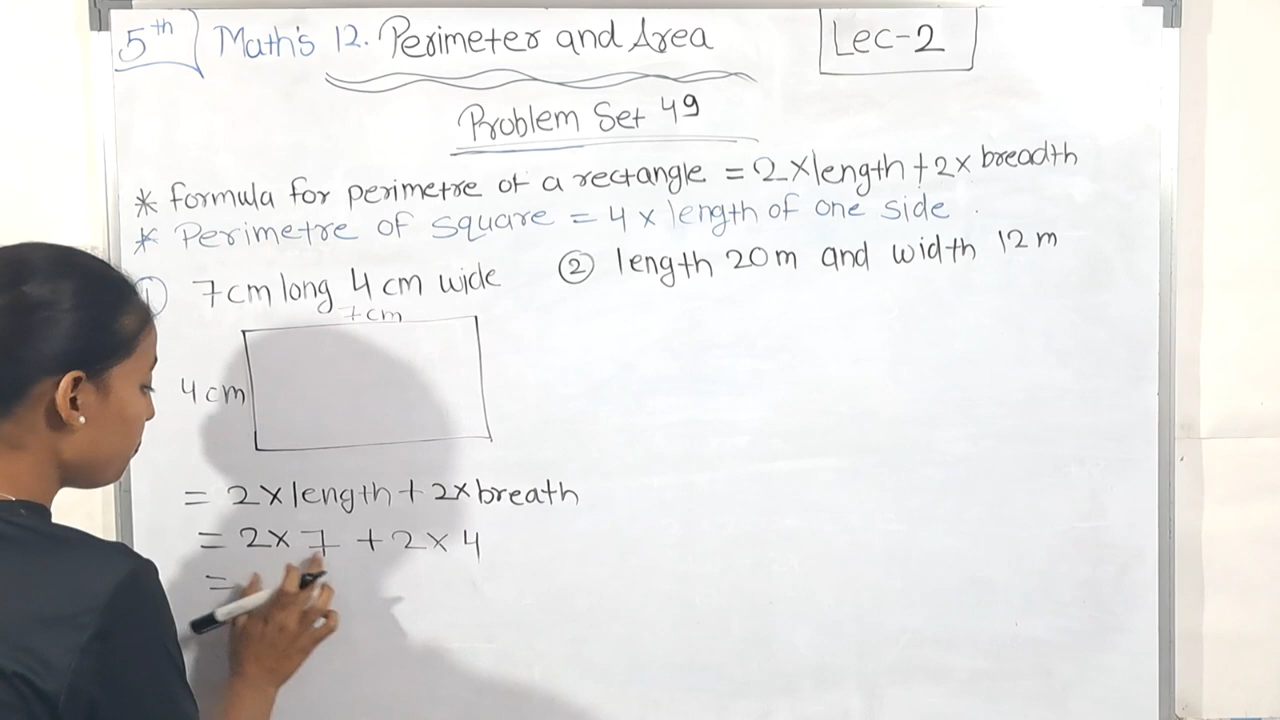 5th Math's 12. Perimeter and Area Lec-2
Problem Set 49
* formula for perimetre of a rectangle = 2×length+2× breadth
* Perimetre of square = 4 × length of one side.
① 7cm long 4 cm wide ② length 20m and width 12m
7cm
4 cm
= 2×length+2×breath
= 2×7 + 2×4
=